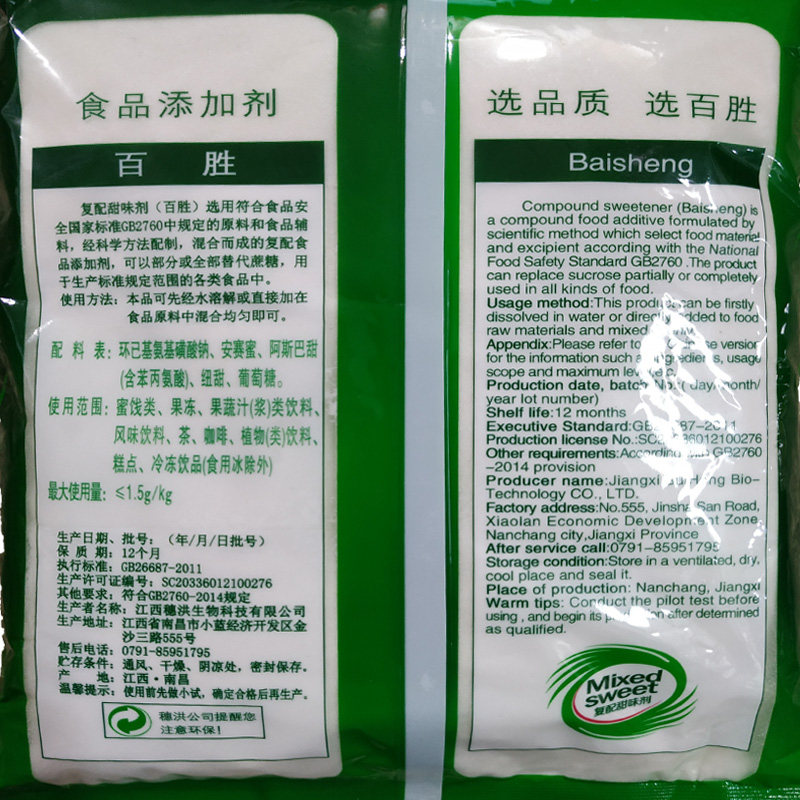 食品添加剂
百胜
复配甜味剂（百胜）选用符合食品安
全国家标准GB2760中规定的原料和食品辅
料，经科学方法配制，混合而成的复配食
品添加剂，可以部分或全部替代蔗糖，用
于生产标准规定范围的各类食品中。
使用方法：本品可先经水溶解或直接加在
食品原料中混合均匀即可。
配料表：环已基氨基磺酸钠、安赛蜜、阿斯巴甜
(含苯丙氨酸)、纽甜、葡萄糖。
使用范围：蜜饯类、果冻、果蔬汁(浆)类饮料、
风味饮料、茶、咖啡、植物(类)饮料、
糕点、冷冻饮品(食用冰除外)
最大使用量：≤1.5g/kg
生产日期、批号：（年/月/日批号）
保质期：12个月
执行标准：GB26687-2011
生产许可证编号：SC20336012100276
其他要求：符合GB2760-2014规定
生产者名称：江西穗洪生物科技有限公司
生产地址：江西省南昌市小蓝经济开发区金
沙三路555号
售后电话：0791-85951795
贮存条件：通风、干燥、阴凉处，密封保存。
产地：江西·南昌
温馨提示：使用前先做小试，确定合格后再生产。
穗洪公司提醒您
注意环保！
选品质 选百胜
Baisheng
Compound sweetener (Baisheng) is
a compound food additive formulated by
scientific method which select food material
and excipient according with the National
Food Safety Standard GB2760 .The product
can replace sucrose partially or completely
used in all kinds of food.
Usage method:This product can be firstly
dissolved in water or directly added to food
raw materials and mixed
Appendix:Please refer to version
for the information such as ingredients, usage
scope and maximum
Production date, batch No.:( day/month/
year lot number)
Shelf life:12 months
Executive Standard: -2011
Production license No.: 36012100276
Other requirements:According with GB2760
-2014 provision
Producer name:Jiangxi Bio-
Technology CO., LTD.
Factory address:No.555, Jinsha San Road,
Xiaolan Economic Development Zone,
Nanchang city,Jiangxi Province
After service call:0791-85951795
Storage condition:Store in a ventilated, dry,
cool place and seal it.
Place of production: Nanchang, Jiangxi
Warm tips: Conduct the pilot test before
using , and begin its after determined
as qualified.
Mixed
sweet
复配甜味剂